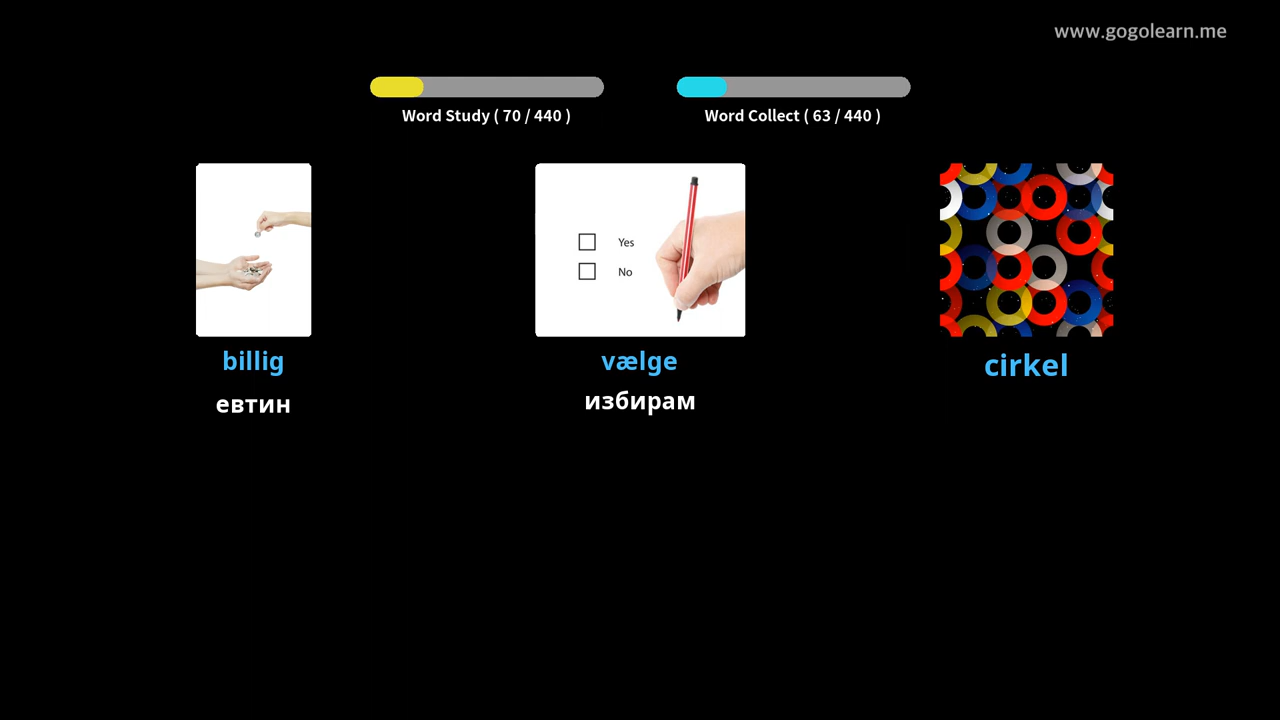 www.gogolearn.me
Word Study ( 70 / 440 )
Word Collect ( 63 / 440 )
Yes
No
billig
vælge
cirkel
евтин
избирам